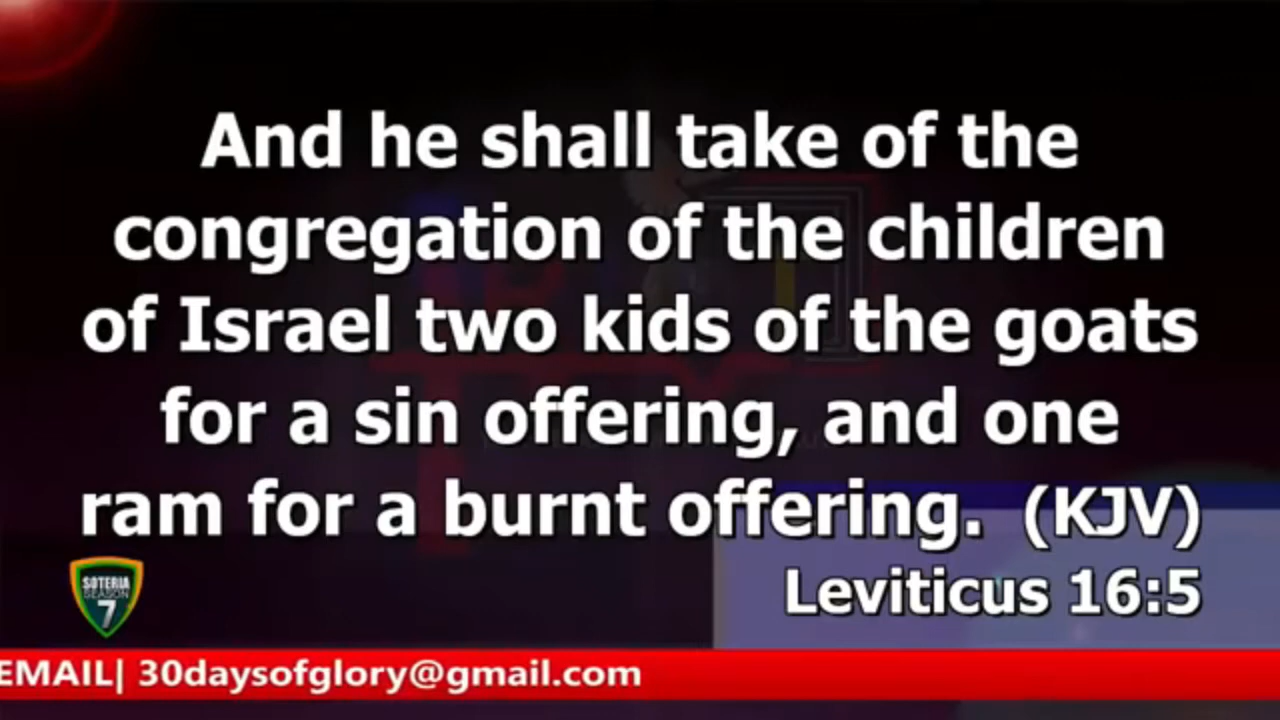 And he shall take of the
congregation of the children
of Israel two kids of the goats
for a sin offering, and one
ram for a burnt offering. (KJV)
Leviticus 16:5
SOTERIA
SEASON
7
EMAIL| 30daysofglory@gmail.com